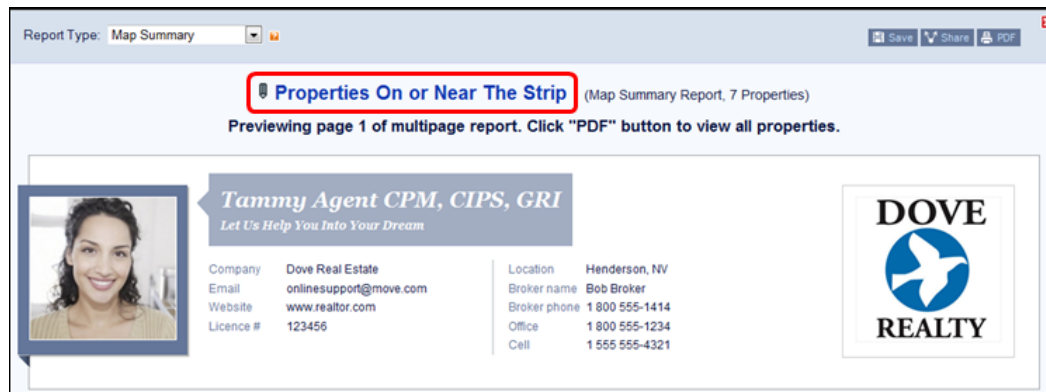 Report Type: Map Summary
Save Share PDF
Properties On or Near The Strip (Map Summary Report, 7 Properties)
Previewing page 1 of multipage report. Click "PDF" button to view all properties.
Tammy Agent CPM, CIPS, GRI
Let Us Help You Into Your Dream
Company Dove Real Estate
Email onlinesupport@move.com
Website www.realtor.com
Licence # 123456
Location Henderson, NV
Broker name Bob Broker
Broker phone 1 800 555-1414
Office 1 800 555-1234
Cell 1 555 555-4321
DOVE
REALTY